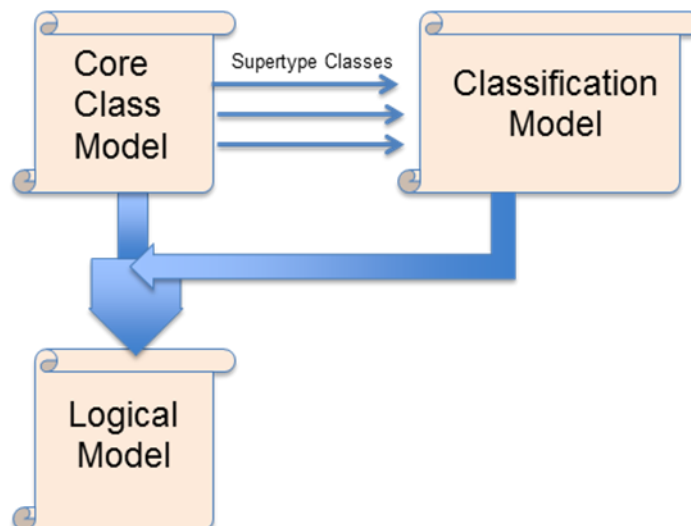 Core
Class
Model
Supertype Classes
Classification
Model
Logical
Model